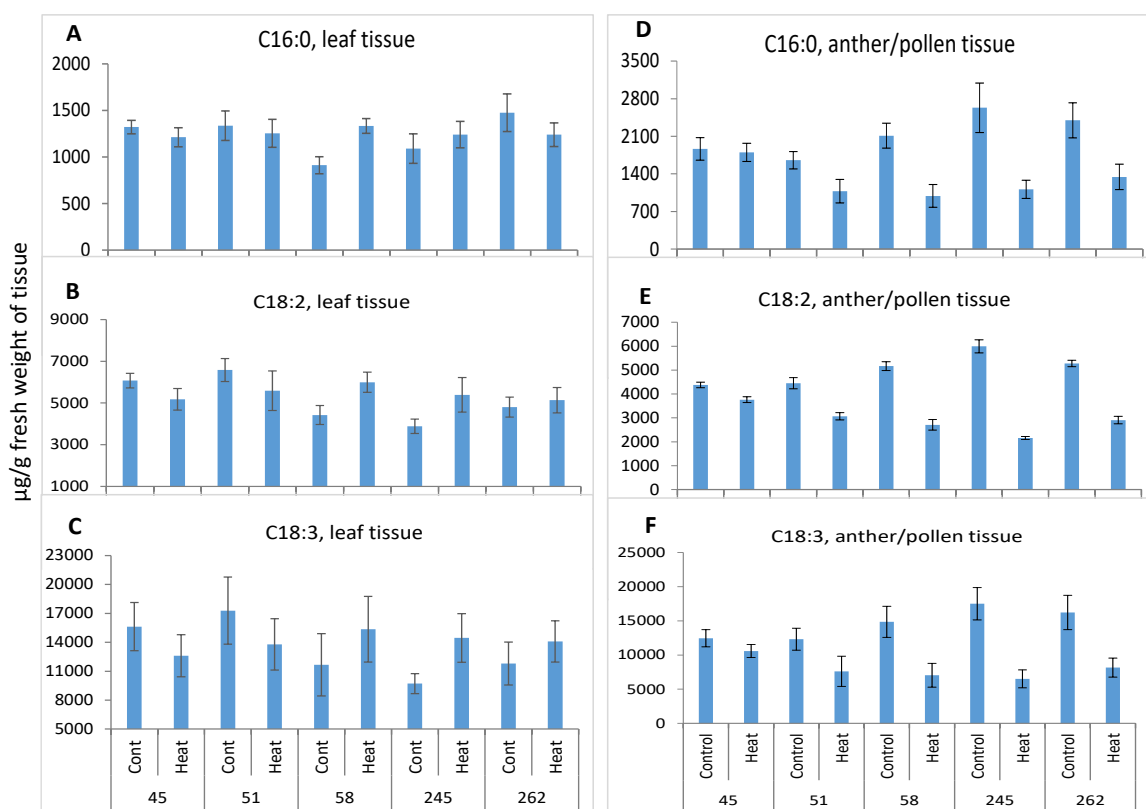 µg/g fresh weight of tissue
A
C16:0, leaf tissue
2000
1500
1000
500
0
B
C18:2, leaf tissue
9000
7000
5000
3000
1000
C
C18:3, leaf tissue
23000
20000
17000
14000
11000
8000
5000
Cont Heat Cont Heat Cont Heat Cont Heat Cont Heat
45 51 58 245 262
D
C16:0, anther/pollen tissue
3500
2800
2100
1400
700
0
E
C18:2, anther/pollen tissue
7000
6000
5000
4000
3000
2000
1000
0
F
C18:3, anther/pollen tissue
25000
20000
15000
10000
5000
0
Control Heat Control Heat Control Heat Control Heat Control Heat
45 51 58 245 262